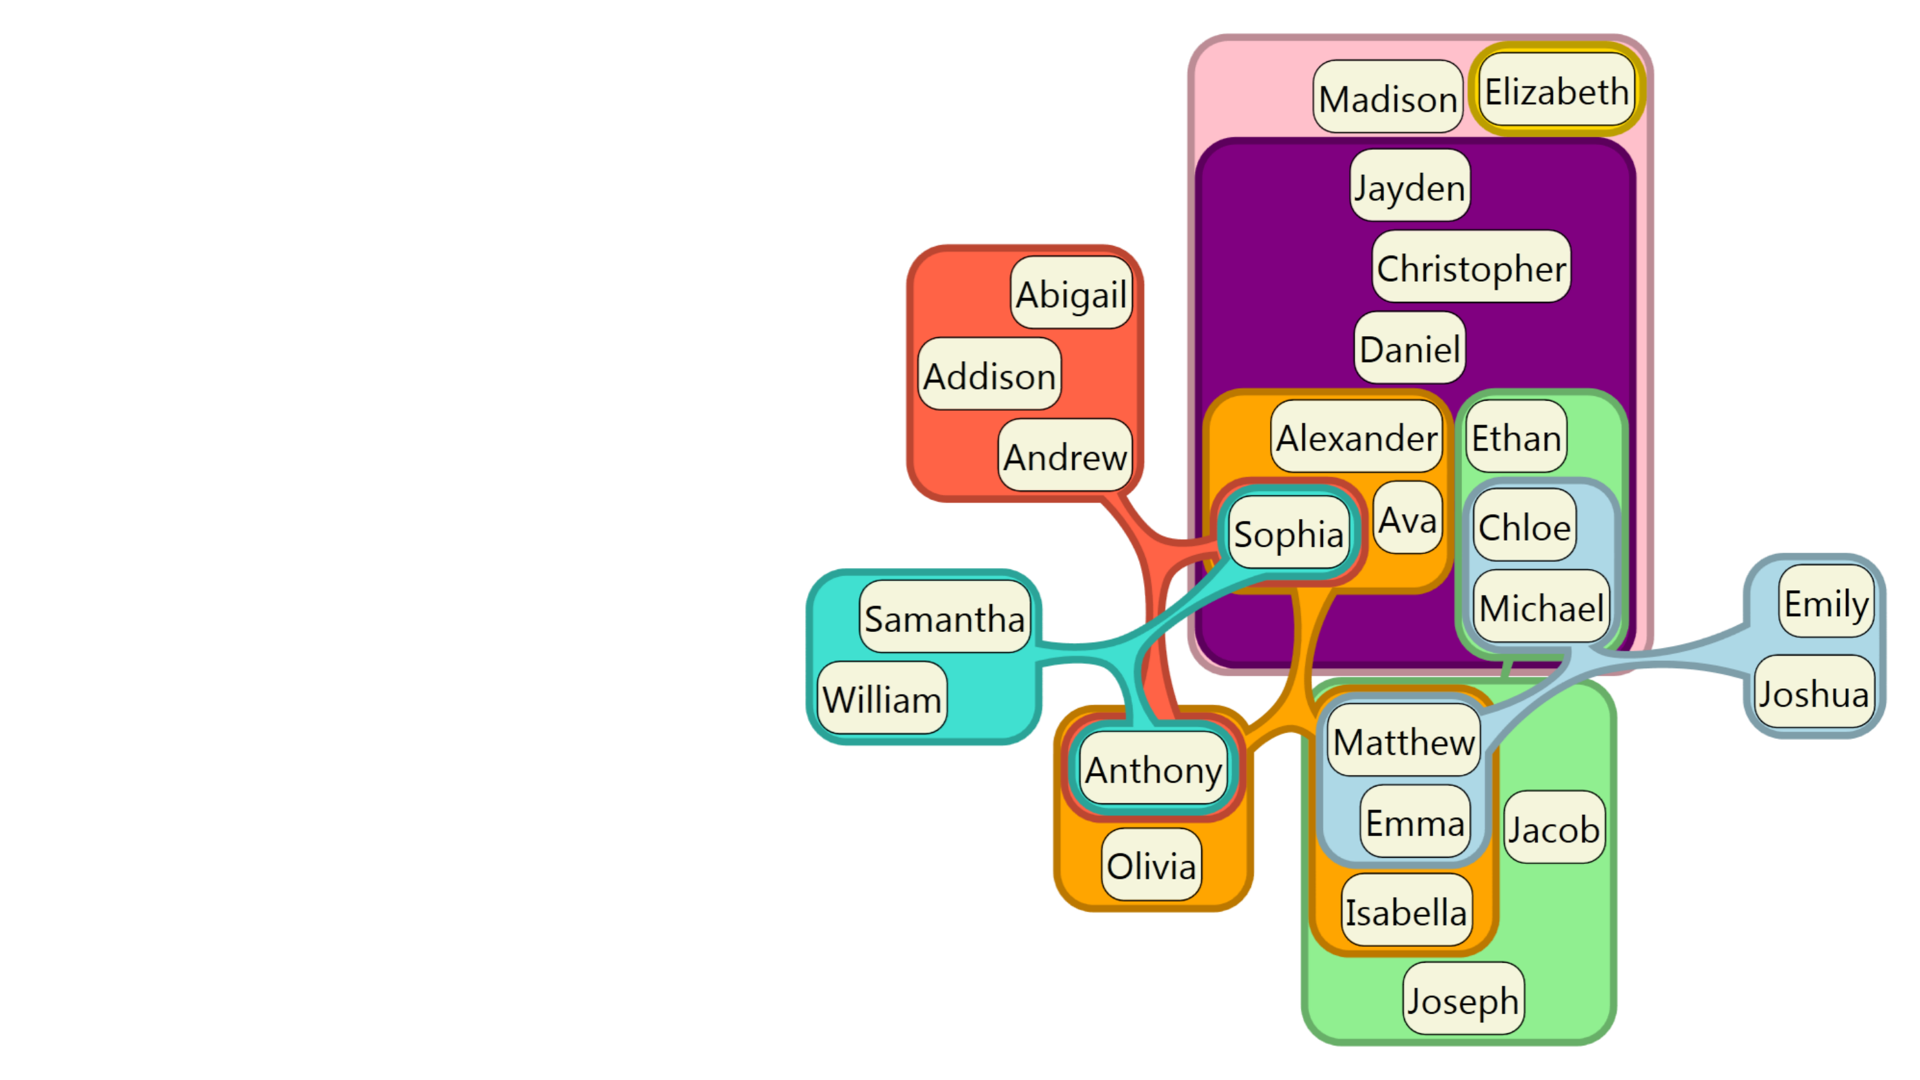 Madison
Elizabeth
Jayden
Christopher
Daniel
Abigail
Addison
Andrew
Alexander
Ethan
Sophia
Ava
Chloe
Michael
Samantha
William
Emily
Joshua
Anthony
Olivia
Matthew
Emma
Jacob
Isabella
Joseph